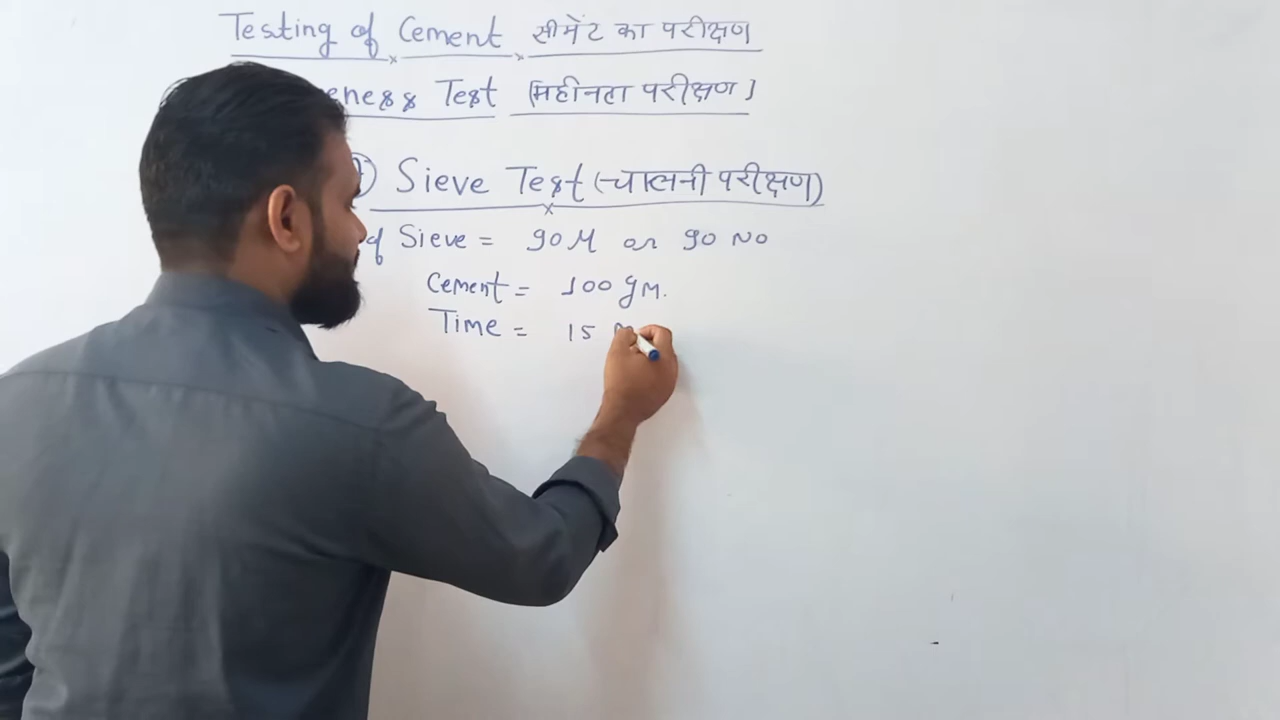 Testing of Cement सीमेंट का परीक्षण
eness Test (महीनता परीक्षण)
Sieve Test (चालनी परीक्षण)
of Sieve = 90 M or 90 No
Cement = 100 gm.
Time = 15